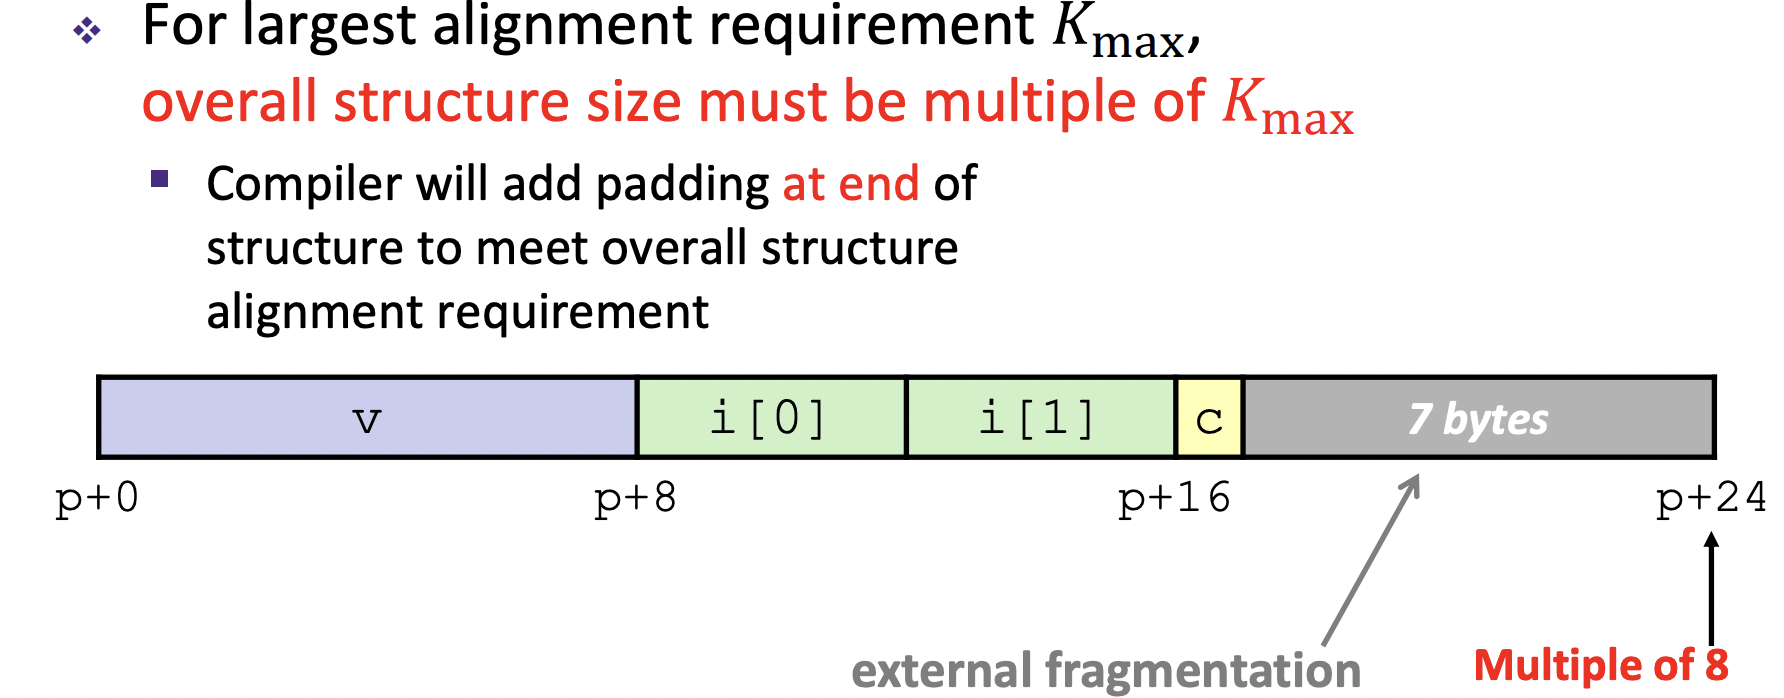 For largest alignment requirement Kmax,
overall structure size must be multiple of Kmax
Compiler will add padding at end of
structure to meet overall structure
alignment requirement
v i[0] i[1] c 7 bytes
p+0 p+8 p+16 p+24
external fragmentation Multiple of 8